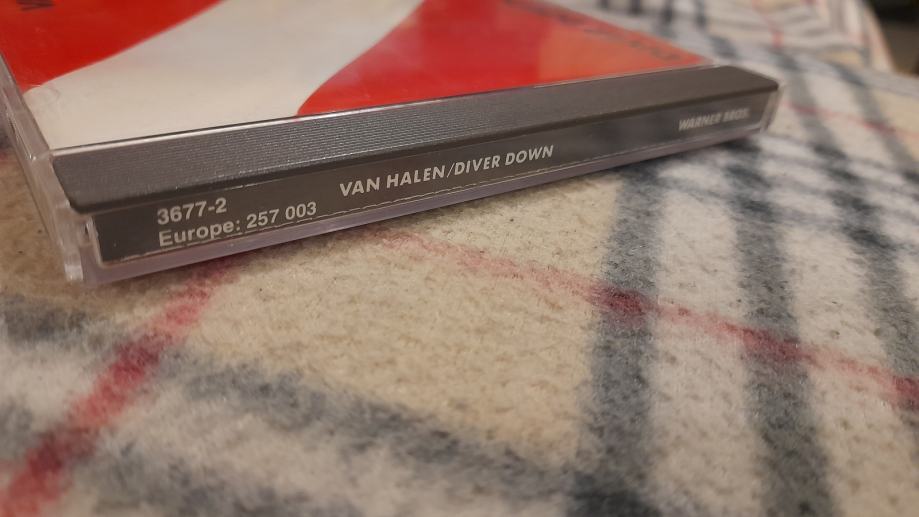 3677-2
Europe: 257 003
VAN HALEN/DIVER DOWN
WARNER BROS.